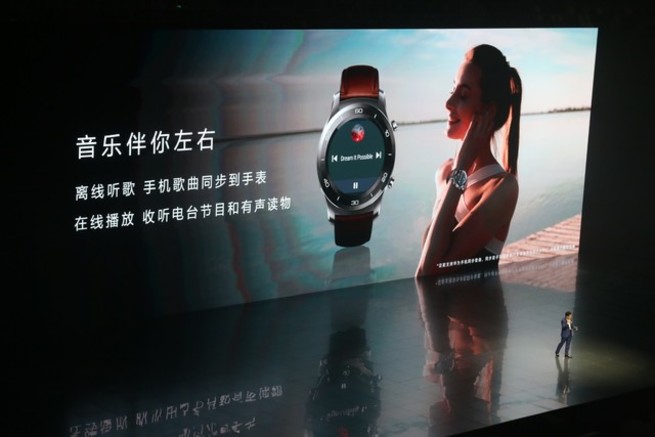 音乐伴你左右
离线听歌 手机歌曲同步到手表
在线播放 收听电台节目和有声读物
60
Dream It Possible